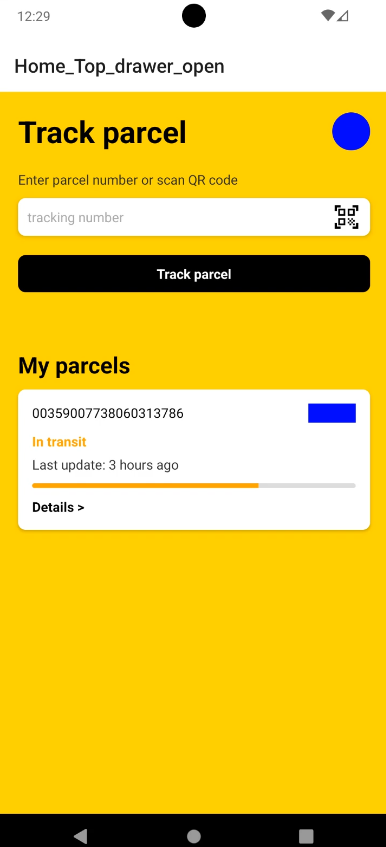 12:29
Home_Top_drawer_open
Track parcel
Enter parcel number or scan QR code
tracking number
Track parcel
My parcels
00359007738060313786
In transit
Last update: 3 hours ago
Details >